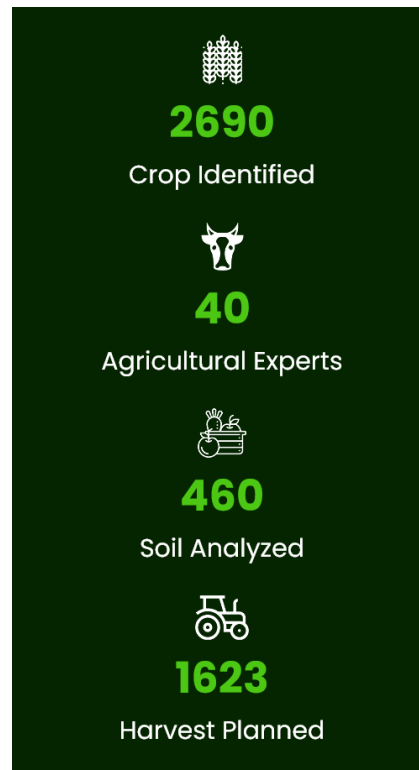 2690
Crop Identified
40
Agricultural Experts
460
Soil Analyzed
1623
Harvest Planned